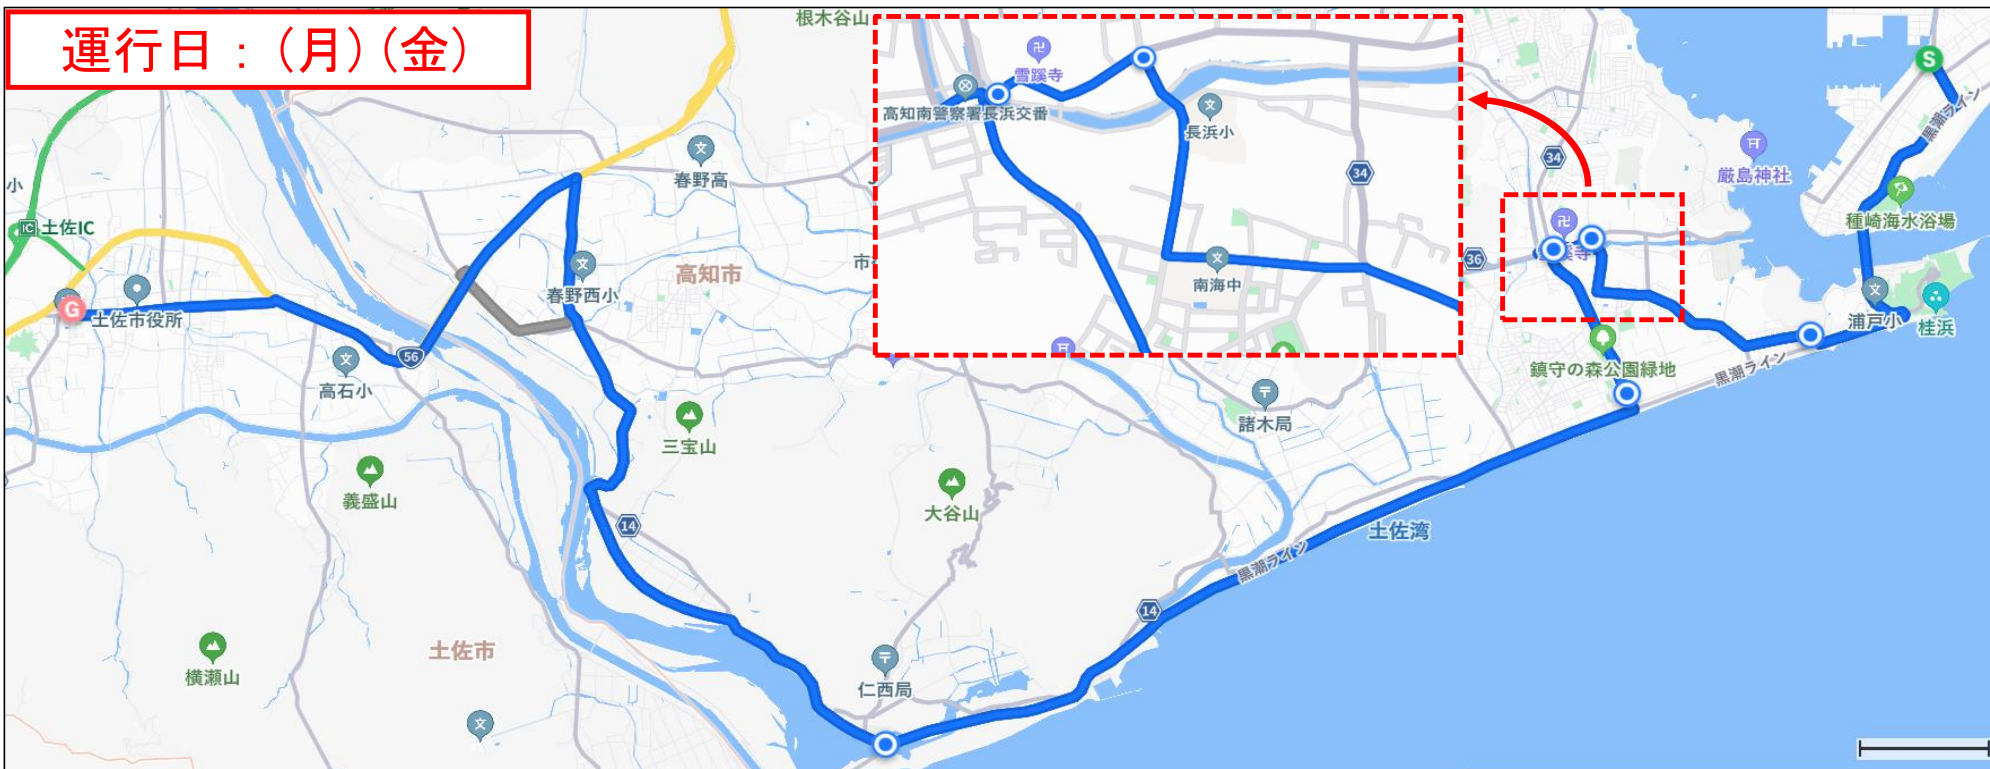 運行日：(月)(金)
根木谷山
雪蹊寺
高知南警察署長浜交番
長浜小
34
南海中
S
黒潮ライン
34
厳島神社
種崎海水浴場
36
浦戸小
桂浜
鎮守の森公園緑地
黒潮ライン
小
IC 土佐IC
春野高
高知市
春野西小
G
土佐市役所
56
高石小
諸木局
三宝山
義盛山
大谷山
14
土佐湾
黒潮ライン
14
土佐市
横瀬山
仁西局